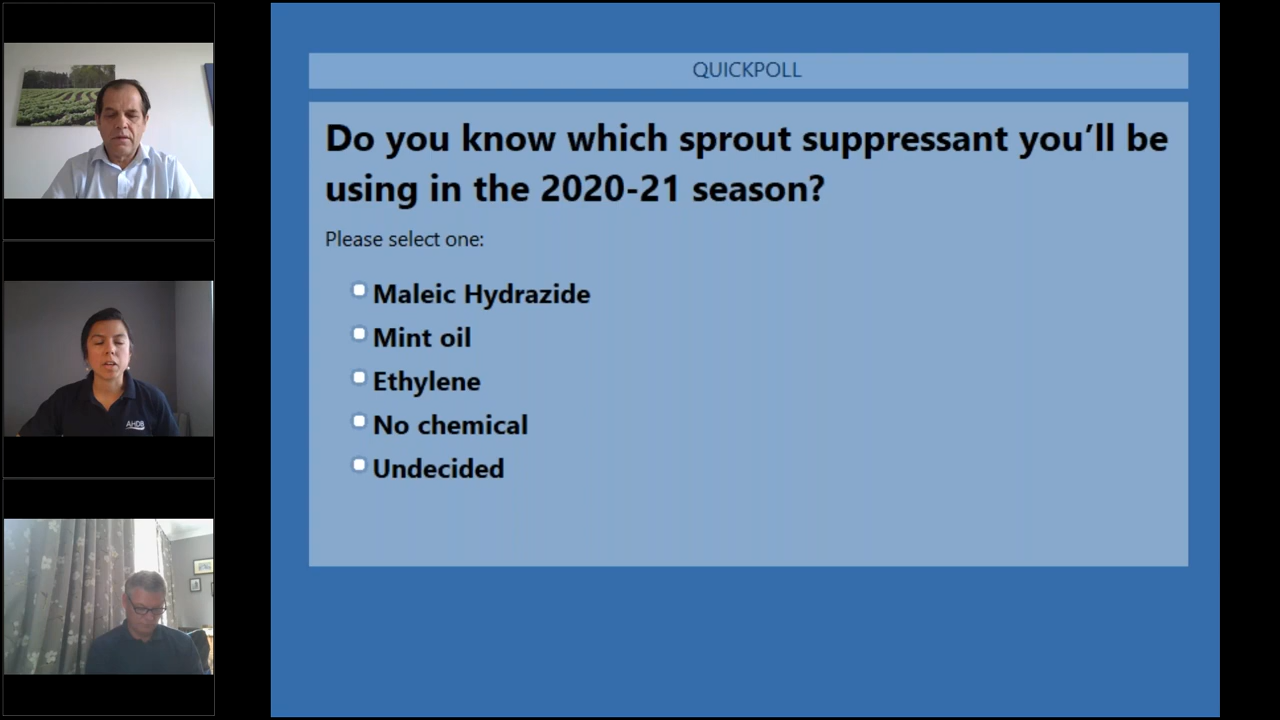 QUICKPOLL
Do you know which sprout suppressant you’ll be
using in the 2020-21 season?
Please select one:
Maleic Hydrazide
Mint oil
Ethylene
No chemical
Undecided
AHDB